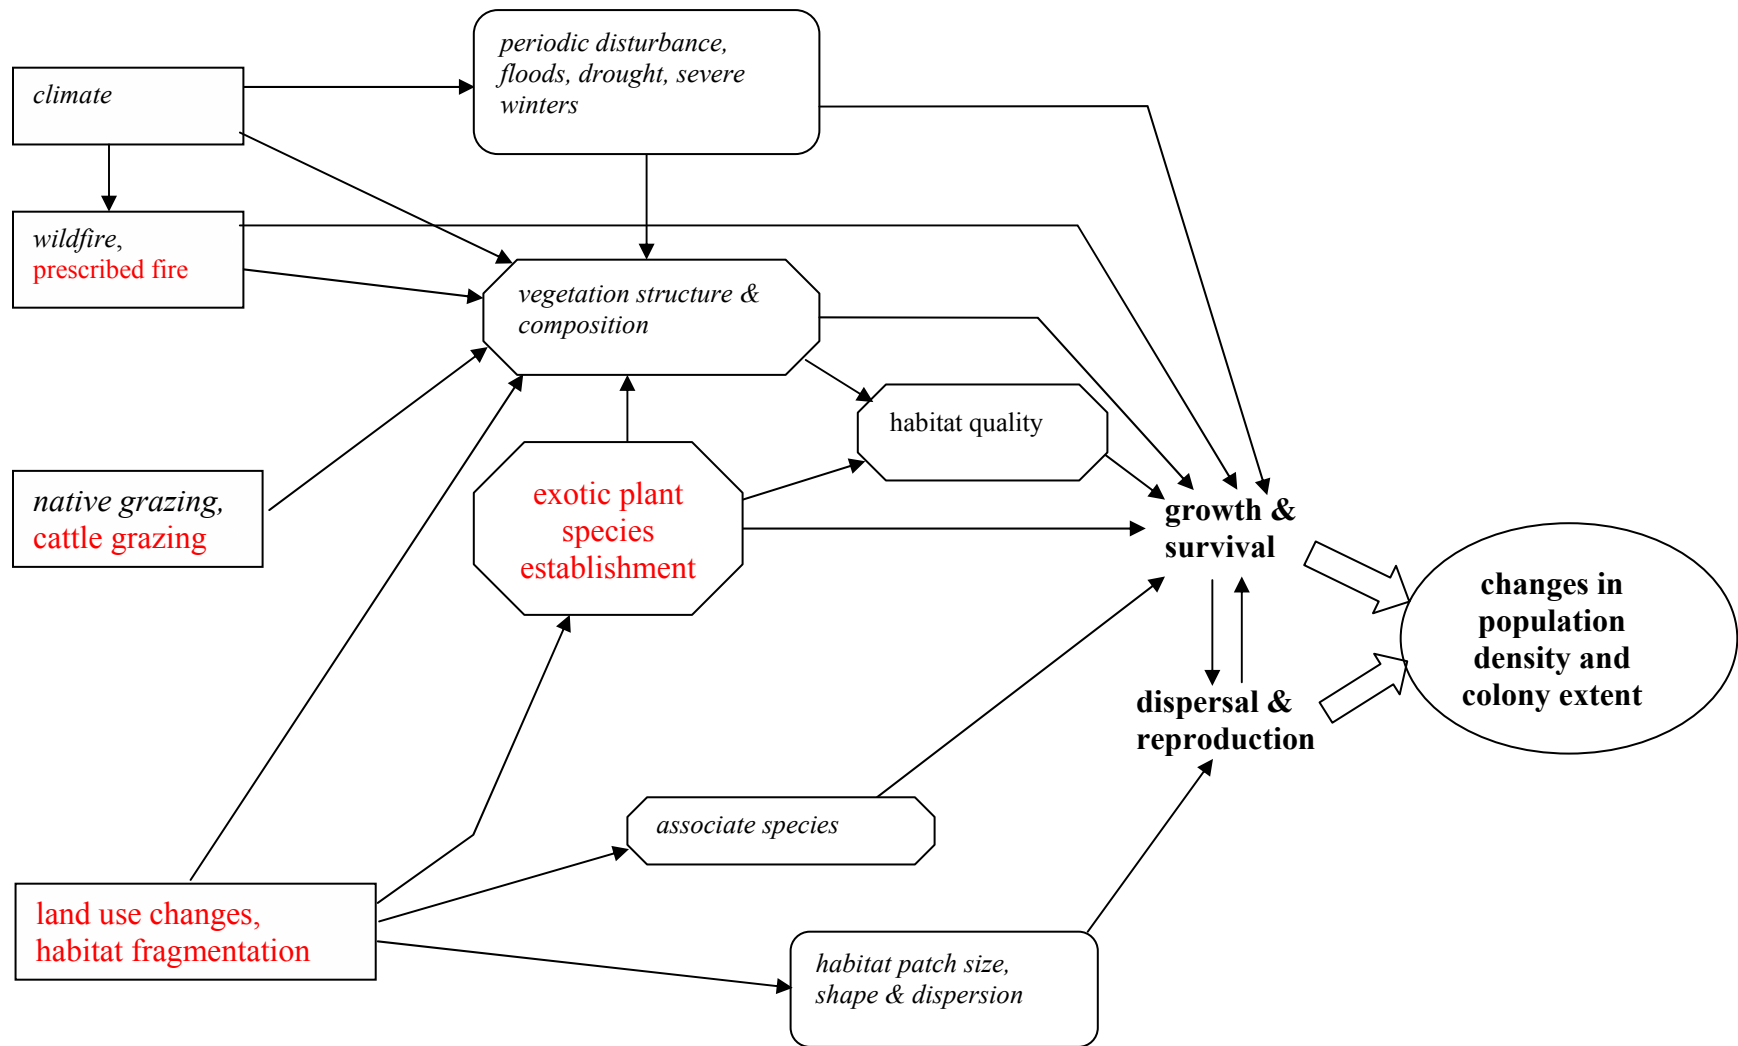 periodic disturbance,
floods, drought, severe
winters
climate
wildfire,
prescribed fire
vegetation structure &
composition
habitat quality
native grazing,
cattle grazing
exotic plant
species
establishment
growth &
survival
changes in
population
density and
colony extent
dispersal &
reproduction
associate species
land use changes,
habitat fragmentation
habitat patch size,
shape & dispersion